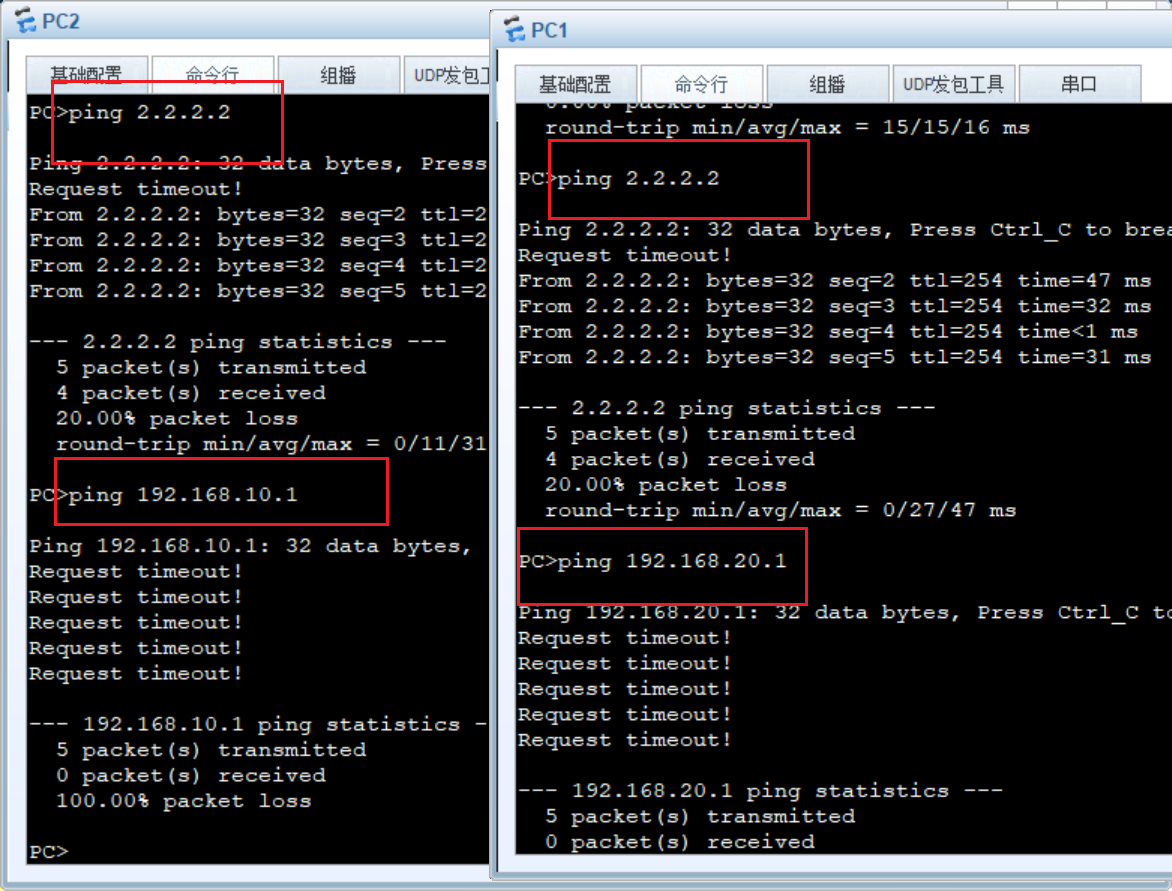 PC2
基础配置 命令行 组播 UDP发包工
PC>ping 2.2.2.2
Ping 2.2.2.2: 32 data bytes, Press
Request timeout!
From 2.2.2.2: bytes=32 seq=2 ttl=2
From 2.2.2.2: bytes=32 seq=3 ttl=2
From 2.2.2.2: bytes=32 seq=4 ttl=2
From 2.2.2.2: bytes=32 seq=5 ttl=2
--- 2.2.2.2 ping statistics ---
5 packet(s) transmitted
4 packet(s) received
20.00% packet loss
round-trip min/avg/max = 0/11/31
PC>ping 192.168.10.1
Ping 192.168.10.1: 32 data bytes,
Request timeout!
Request timeout!
Request timeout!
Request timeout!
Request timeout!
--- 192.168.10.1 ping statistics -
5 packet(s) transmitted
0 packet(s) received
100.00% packet loss
PC>
PC1
基础配置 命令行 组播 UDP发包工具 串口
0.00% packet loss
round-trip min/avg/max = 15/15/16 ms
PC>ping 2.2.2.2
Ping 2.2.2.2: 32 data bytes, Press Ctrl_C to brea
Request timeout!
From 2.2.2.2: bytes=32 seq=2 ttl=254 time=47 ms
From 2.2.2.2: bytes=32 seq=3 ttl=254 time=32 ms
From 2.2.2.2: bytes=32 seq=4 ttl=254 time<1 ms
From 2.2.2.2: bytes=32 seq=5 ttl=254 time=31 ms
--- 2.2.2.2 ping statistics ---
5 packet(s) transmitted
4 packet(s) received
20.00% packet loss
round-trip min/avg/max = 0/27/47 ms
PC>ping 192.168.20.1
Ping 192.168.20.1: 32 data bytes, Press Ctrl_C to
Request timeout!
Request timeout!
Request timeout!
Request timeout!
Request timeout!
--- 192.168.20.1 ping statistics ---
5 packet(s) transmitted
0 packet(s) received